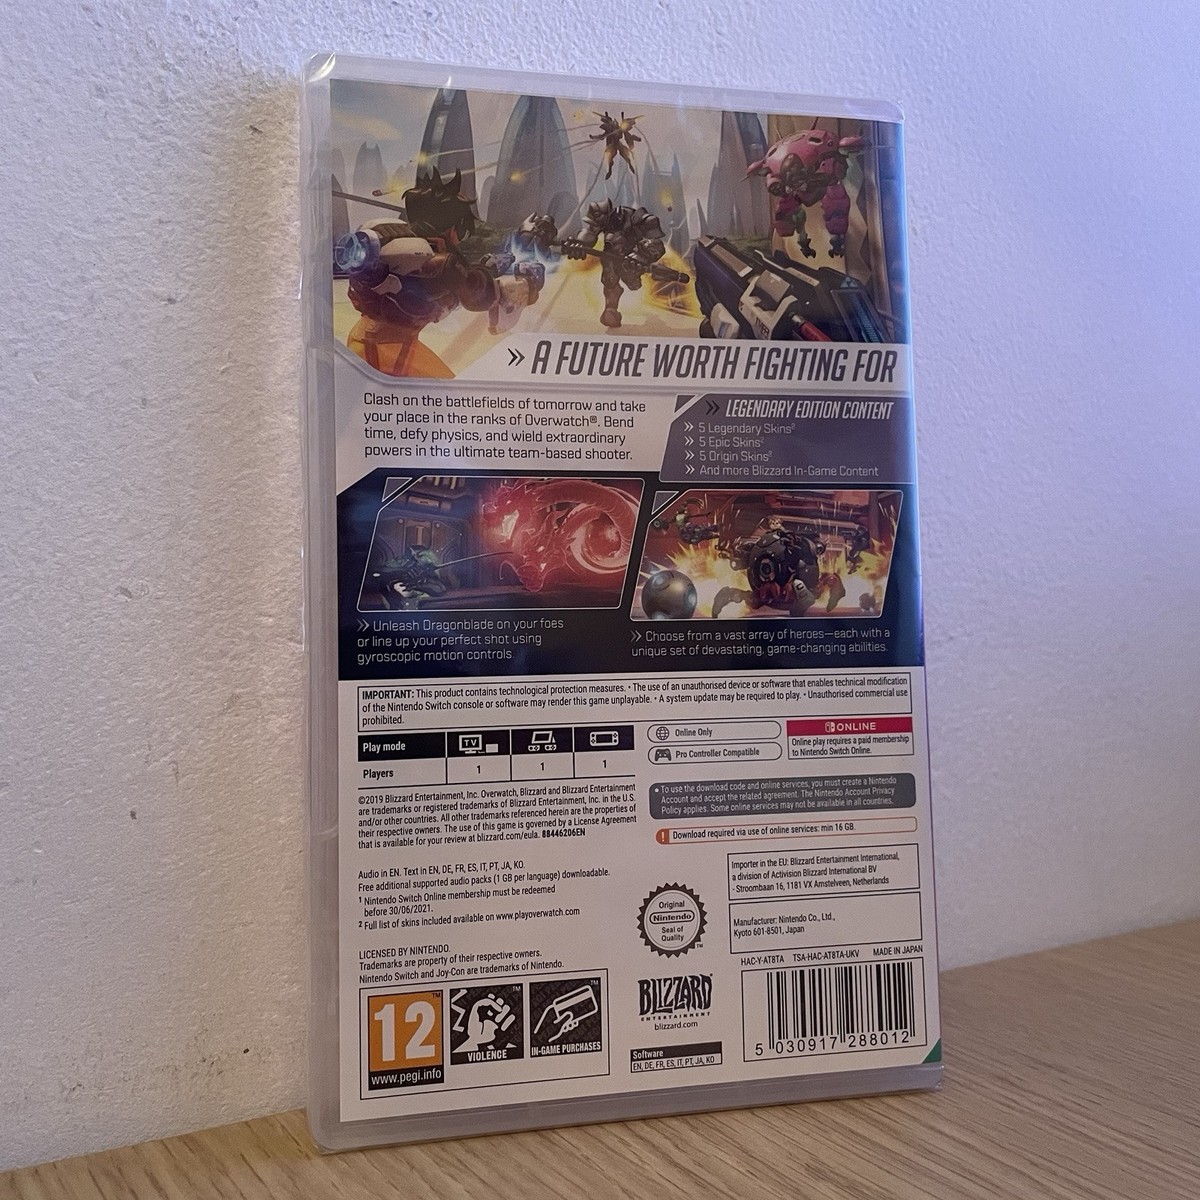 » A FUTURE WORTH FIGHTING FOR
Clash on the battlefields of tomorrow and take
your place in the ranks of Overwatch®. Bend
time, defy physics, and wield extraordinary
powers in the ultimate team-based shooter.
» LEGENDARY EDITION CONTENT
» 5 Legendary Skins²
» 5 Epic Skins²
» 5 Origin Skins²
» And more Blizzard In-Game Content
» Unleash Dragonblade on your foes
or line up your perfect shot using
gyroscopic motion controls.
» Choose from a vast array of heroes—each with a
unique set of devastating, game-changing abilities.
IMPORTANT: This product contains technological protection measures. • The use of an unauthorised device or software that enables technical modification
of the Nintendo Switch console or software may render this game unplayable. • A system update may be required to play. • Unauthorised commercial use
prohibited.
Play mode
TV
Players
1
1
1
Online Only
Pro Controller Compatible
ONLINE
Online play requires a paid membership
to Nintendo Switch Online.
©2019 Blizzard Entertainment, Inc. Overwatch, Blizzard and Blizzard Entertainment
are trademarks or registered trademarks of Blizzard Entertainment, Inc. in the U.S.
and/or other countries. All other trademarks referenced herein are the properties of
their respective owners. The use of this game is governed by a License Agreement
that is available for your review at blizzard.com/eula. 88446206EN
• To use the download code and online services, you must create a Nintendo
Account and accept the related agreement. The Nintendo Account Privacy
Policy applies. Some online services may not be available in all countries.
! Download required via use of online services: min 16 GB.
Audio in EN. Text in EN, DE, FR, ES, IT, PT, JA, KO.
Free additional supported audio packs (1 GB per language) downloadable.
¹ Nintendo Switch Online membership must be redeemed
before 30/06/2021.
² Full list of skins included available on www.playoverwatch.com
LICENSED BY NINTENDO.
Trademarks are property of their respective owners.
Nintendo Switch and Joy-Con are trademarks of Nintendo.
Original
Nintendo
Seal of
Quality
TM
Importer in the EU: Blizzard Entertainment International,
a division of Activision Blizzard International BV
- Stroombaan 16, 1181 VX Amstelveen, Netherlands
Manufacturer: Nintendo Co., Ltd.,
Kyoto 601-8501, Japan
HAC-Y-AT8TA TSA-HAC-AT8TA-UKV MADE IN JAPAN
12
TM
www.pegi.info
TM
VIOLENCE
TM
IN-GAME PURCHASES
BLIZZARD®
ENTERTAINMENT
blizzard.com
Software
EN, DE, FR, ES, IT, PT, JA, KO
5 030917 288012